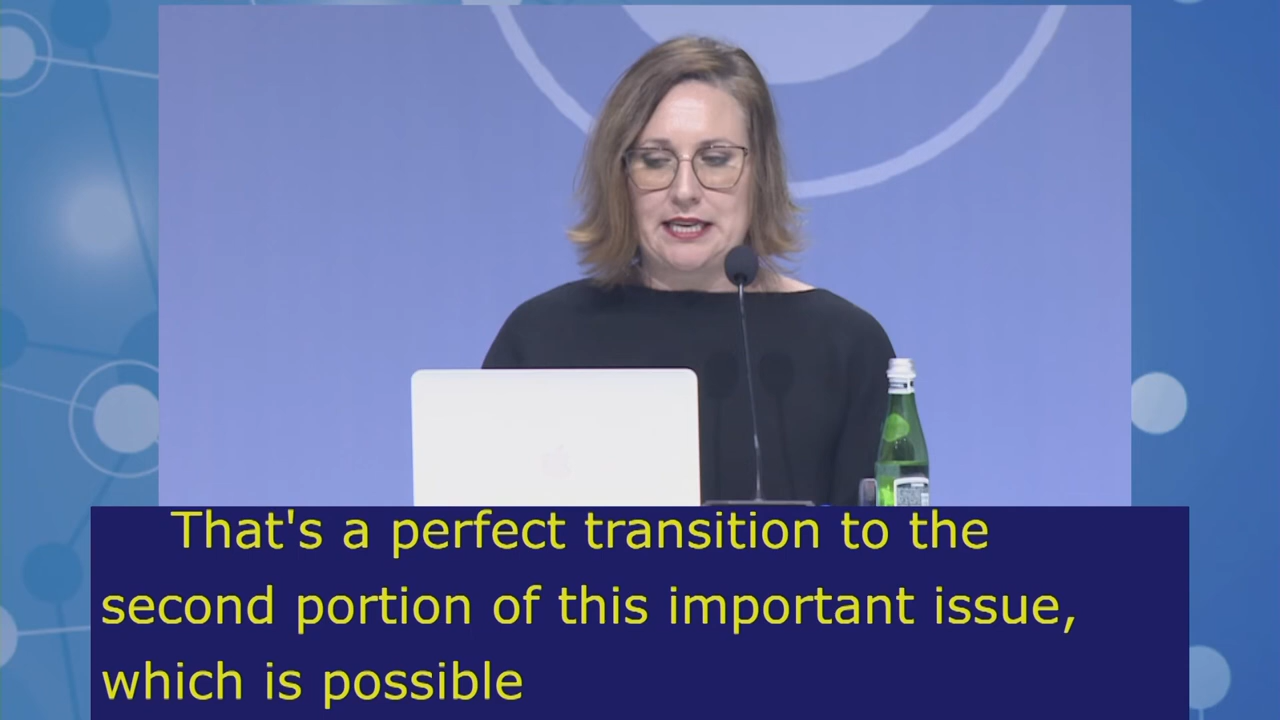 That's a perfect transition to the
second portion of this important issue,
which is possible